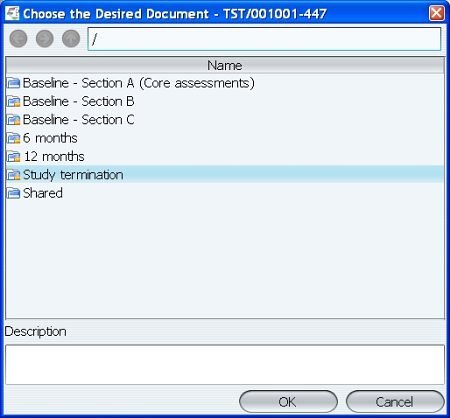 Choose the Desired Document - TST/001001-447
/
Name
Baseline - Section A (Core assessments)
Baseline - Section B
Baseline - Section C
6 months
12 months
Study termination
Shared
Description
OK Cancel